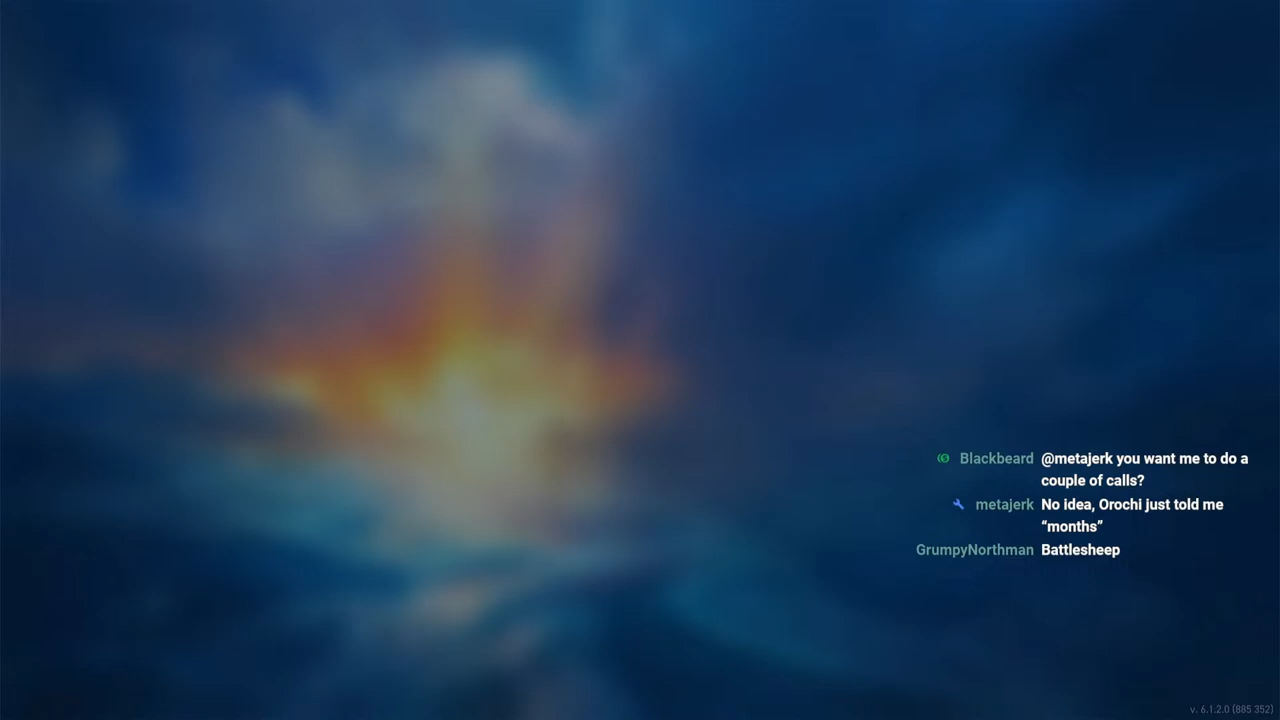 Blackbeard @metajerk you want me to do a
couple of calls?
metajerk No idea, Orochi just told me
“months”
GrumpyNorthman Battlesheep
v. 6.1.2.0 (885 352)